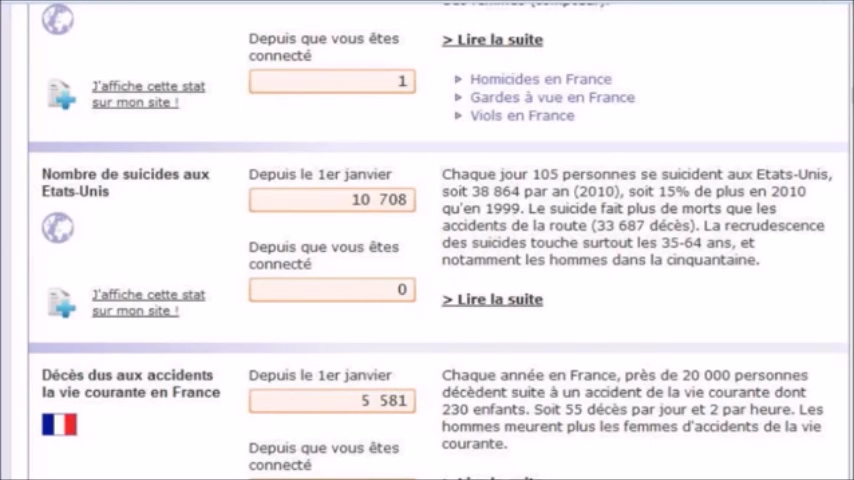 Depuis que vous êtes
connecté
> Lire la suite
1
J'affiche cette stat
sur mon site !
Homicides en France
Gardes à vue en France
Viols en France
Nombre de suicides aux
Etats-Unis
Depuis le 1er janvier
10 708
Depuis que vous êtes
connecté
0
J'affiche cette stat
sur mon site !
Chaque jour 105 personnes se suicident aux Etats-Unis,
soit 38 864 par an (2010), soit 15% de plus en 2010
qu'en 1999. Le suicide fait plus de morts que les
accidents de la route (33 687 décès). La recrudescence
des suicides touche surtout les 35-64 ans, et
notamment les hommes dans la cinquantaine.
> Lire la suite
Décès dus aux accidents
la vie courante en France
Depuis le 1er janvier
5 581
Depuis que vous êtes
connecté
Chaque année en France, près de 20 000 personnes
décèdent suite à un accident de la vie courante dont
230 enfants. Soit 55 décès par jour et 2 par heure. Les
hommes meurent plus les femmes d'accidents de la vie
courante.